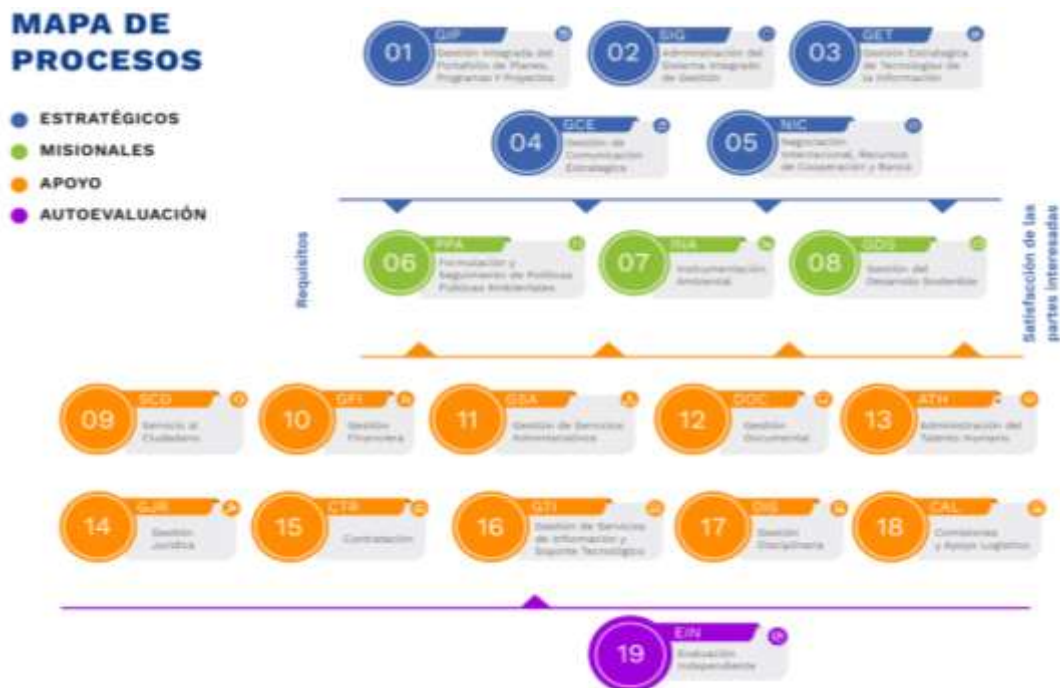 MAPA DE
PROCESOS
ESTRATÉGICOS
MISIONALES
APOYO
AUTOEVALUACIÓN
01
GIP
Gestión Integrada del
Portafolio de Planes,
Programas Y Proyectos
02
SIG
Administración del
Sistema Integrado
de Gestión
03
GET
Gestión Estratégica
de Tecnologías de
la Información
04
GCE
Gestión de
Comunicación
Estratégica
05
NIC
Negociación
Internacional, Recursos
de Cooperación y Banca
Requisitos
06
PPA
Formulación y
Seguimiento de Políticas
Públicas Ambientales
07
INA
Instrumentación
Ambiental
08
GDS
Gestión del
Desarrollo Sostenible
Satisfacción de las
partes interesadas
09
SCD
Servicio al
Ciudadano
10
GFI
Gestión
Financiera
11
GSA
Gestión de Servicios
Administrativos
12
DOC
Gestión
Documental
13
ATH
Administración del
Talento Humano
14
GJR
Gestión
Jurídica
15
CTR
Contratación
16
GTI
Gestión de Servicios
de Información y
Soporte Tecnológico
17
DIS
Gestión
Disciplinaria
18
CAL
Comisiones
y Apoyo Logístico
19
EIN
Evaluación
Independiente